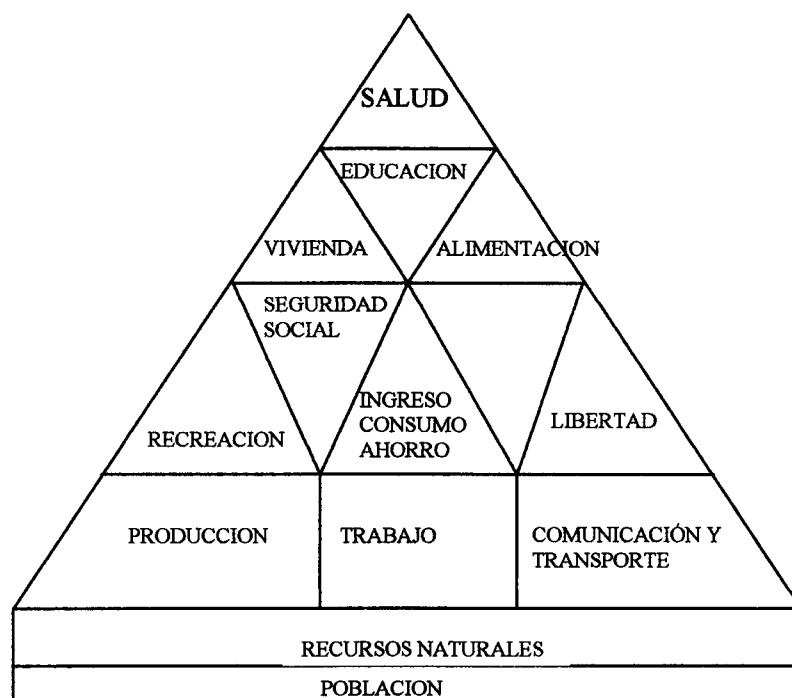 SALUD
EDUCACION
VIVIENDA
ALIMENTACION
SEGURIDAD
SOCIAL
RECREACION
INGRESO
CONSUMO
AHORRO
LIBERTAD
PRODUCCION
TRABAJO
COMUNICACIÓN Y
TRANSPORTE
RECURSOS NATURALES
POBLACION